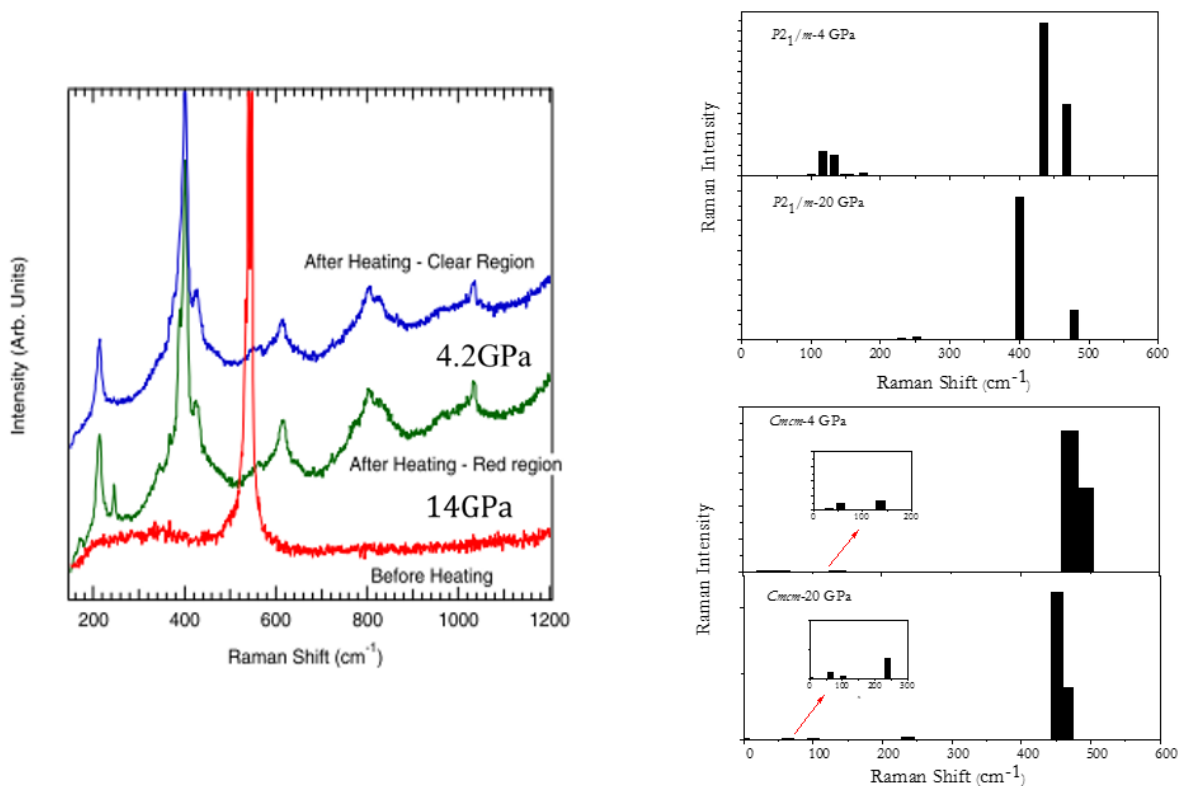 Intensity (Arb. Units)
After Heating - Clear Region
4.2GPa
After Heating - Red region
14GPa
Before Heating
200 400 600 800 1000 1200
Raman Shift (cm-1)
Raman Intensity
P21/m-4 GPa
P21/m-20 GPa
0 100 200 300 400 500 600
Raman Shift (cm-1)
Raman Intensity
Cmcm-4 GPa
0 100 200
Cmcm-20 GPa
0 100 200 300
0 100 200 300 400 500 600
Raman Shift (cm-1)